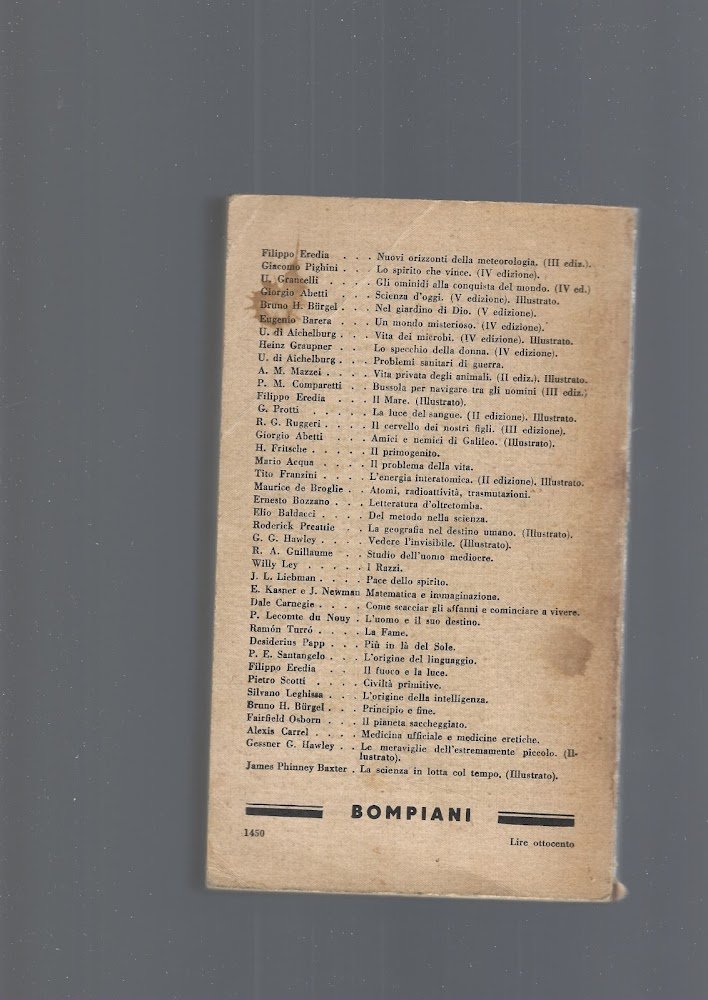 Filippo Eredia . . . Nuovi orizzonti della meteorologia. (III ediz.).
Giacomo Pighini . . . Lo spirito che vince. (IV edizione).
U. Grancelli . . . . Gli ominidi alla conquista del mondo. (IV ed.)
Giorgio Abetti . . . Scienza d'oggi. (V edizione). Illustrato.
Bruno H. Bürgel . . . Nel giardino di Dio. (V edizione).
Eugenio Barera . . . Un mondo misterioso. (IV edizione).
U. di Aichelburg . . . Vita dei microbi. (IV edizione). Illustrato.
Heinz Graupner . . . Lo specchio della donna. (IV edizione).
U. di Aichelburg . . . Problemi sanitari di guerra.
A. M. Mazzei . . . . Vita privata degli animali. (II ediz.). Illustrato.
P. M. Comparetti . . Bussola per navigare tra gli uomini (III ediz.)
Filippo Eredia . . . Il Mare. (Illustrato).
G. Protti . . . . . La luce del sangue. (II edizione). Illustrato.
R. G. Ruggeri . . . . Il cervello dei nostri figli. (III edizione).
Giorgio Abetti . . . Amici e nemici di Galileo. (Illustrato).
H. Fritsche . . . . . Il primogenito.
Mario Acqua . . . . Il problema della vita.
Tito Franzini . . . . L'energia interatomica. (II edizione). Illustrato.
Maurice de Broglie . . Atomi, radioattività, trasmutazioni.
Ernesto Bozzano . . . Letteratura d'oltretomba.
Elio Baldacci . . . . Del metodo nella scienza.
Roderick Preattie . . La geografia nel destino umano. (Illustrato).
G. G. Hawley . . . . Vedere l'invisibile. (Illustrato).
R. A. Guillaume . . Studio dell'uomo mediocre.
Willy Ley . . . . . I Razzi.
J. L. Liebman . . . . Pace dello spirito.
E. Kasner e J. Newman Matematica e immaginazione.
Dale Carnegie . . . . Come scacciar gli affanni e cominciare a vivere.
P. Lecomte du Nouy . L'uomo e il suo destino.
Ramón Turró . . . . La Fame.
Desiderius Papp . . . Più in là del Sole.
P. E. Santangelo . . . L'origine del linguaggio.
Filippo Eredia . . . Il fuoco e la luce.
Pietro Scotti . . . . Civiltà primitive.
Silvano Leghissa . . . L'origine della intelligenza.
Bruno H. Bürgel . . . Principio e fine.
Fairfield Osborn . . . Il pianeta saccheggiato.
Alexis Carrel . . . . Medicina ufficiale e medicine eretiche.
Gessner G. Hawley . . Le meraviglie dell'estremamente piccolo. (Il-
lustrato).
James Phinney Baxter . La scienza in lotta col tempo. (Illustrato).
BOMPIANI
1450
Lire ottocento